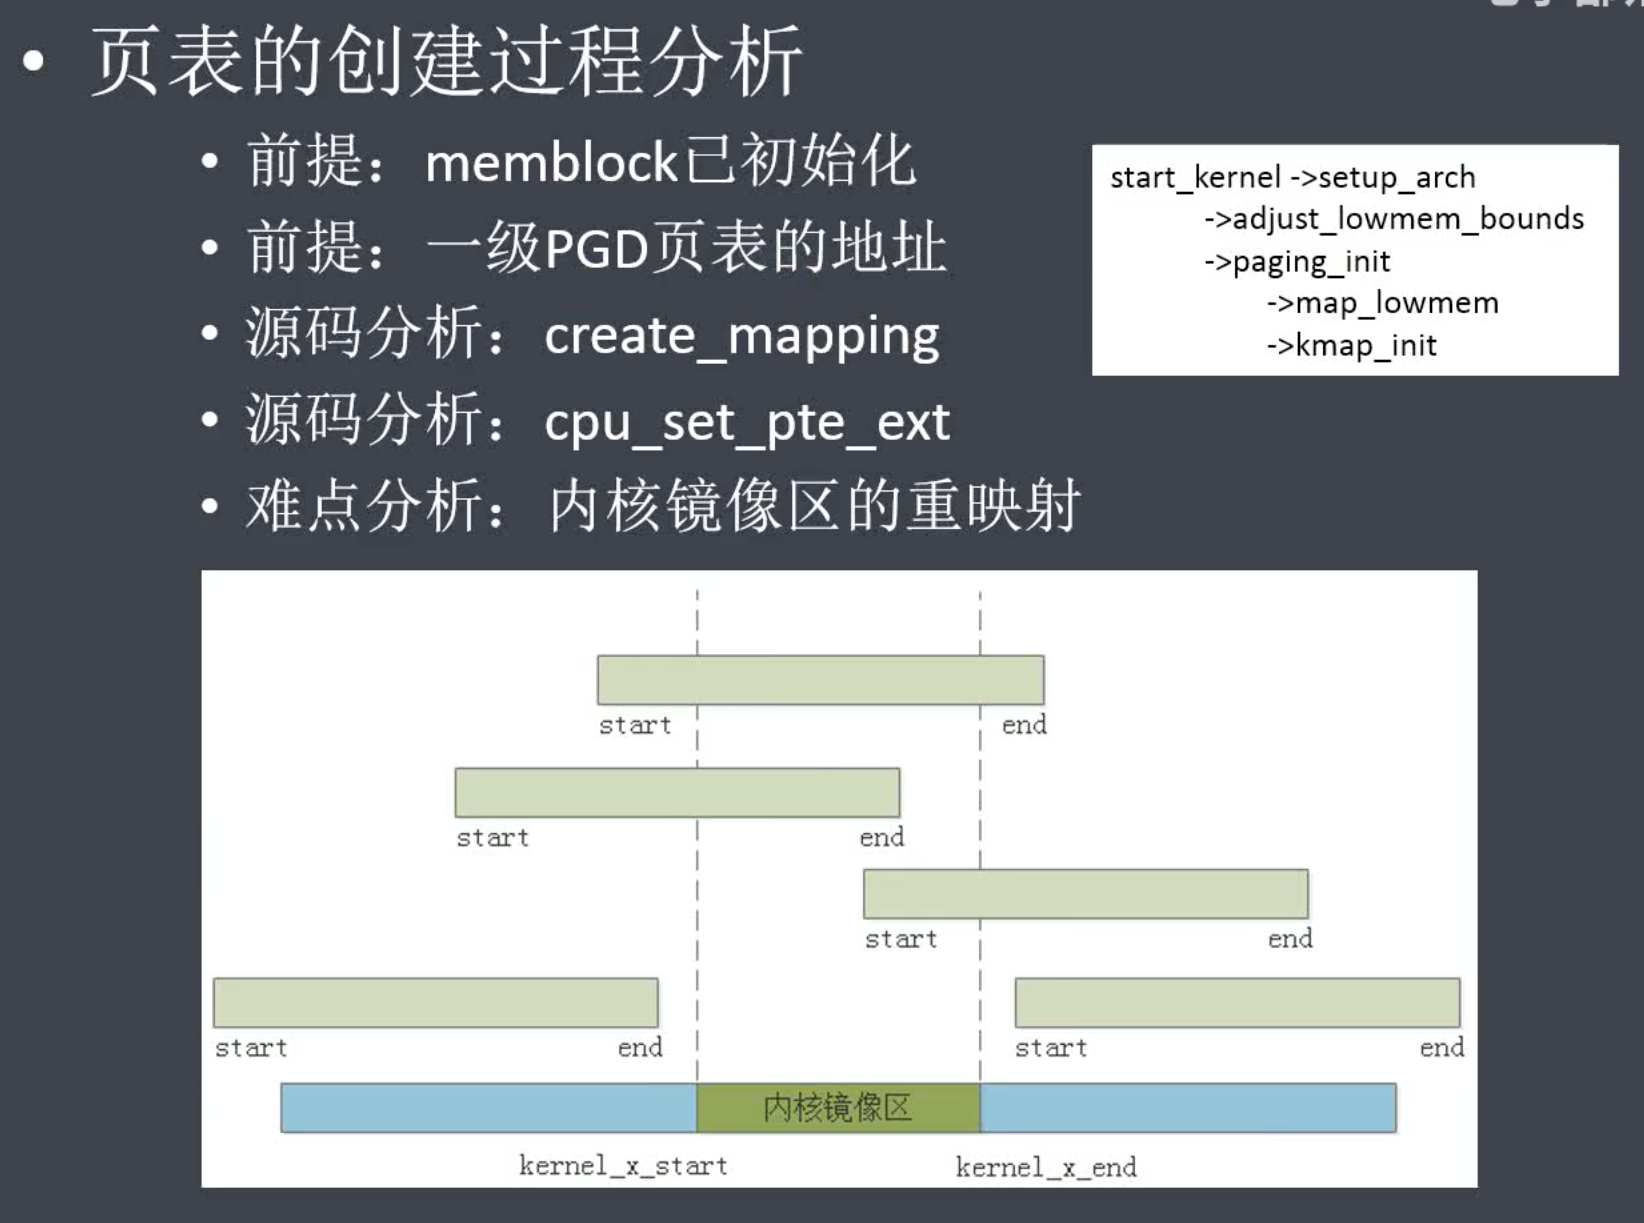 • 页表的创建过程分析
• 前提：memblock已初始化
• 前提：一级PGD页表的地址
• 源码分析：create_mapping
• 源码分析：cpu_set_pte_ext
• 难点分析：内核镜像区的重映射
start_kernel ->setup_arch
->adjust_lowmem_bounds
->paging_init
->map_lowmem
->kmap_init
start end
start end
start end
start end start end
内核镜像区
kernel_x_start kernel_x_end